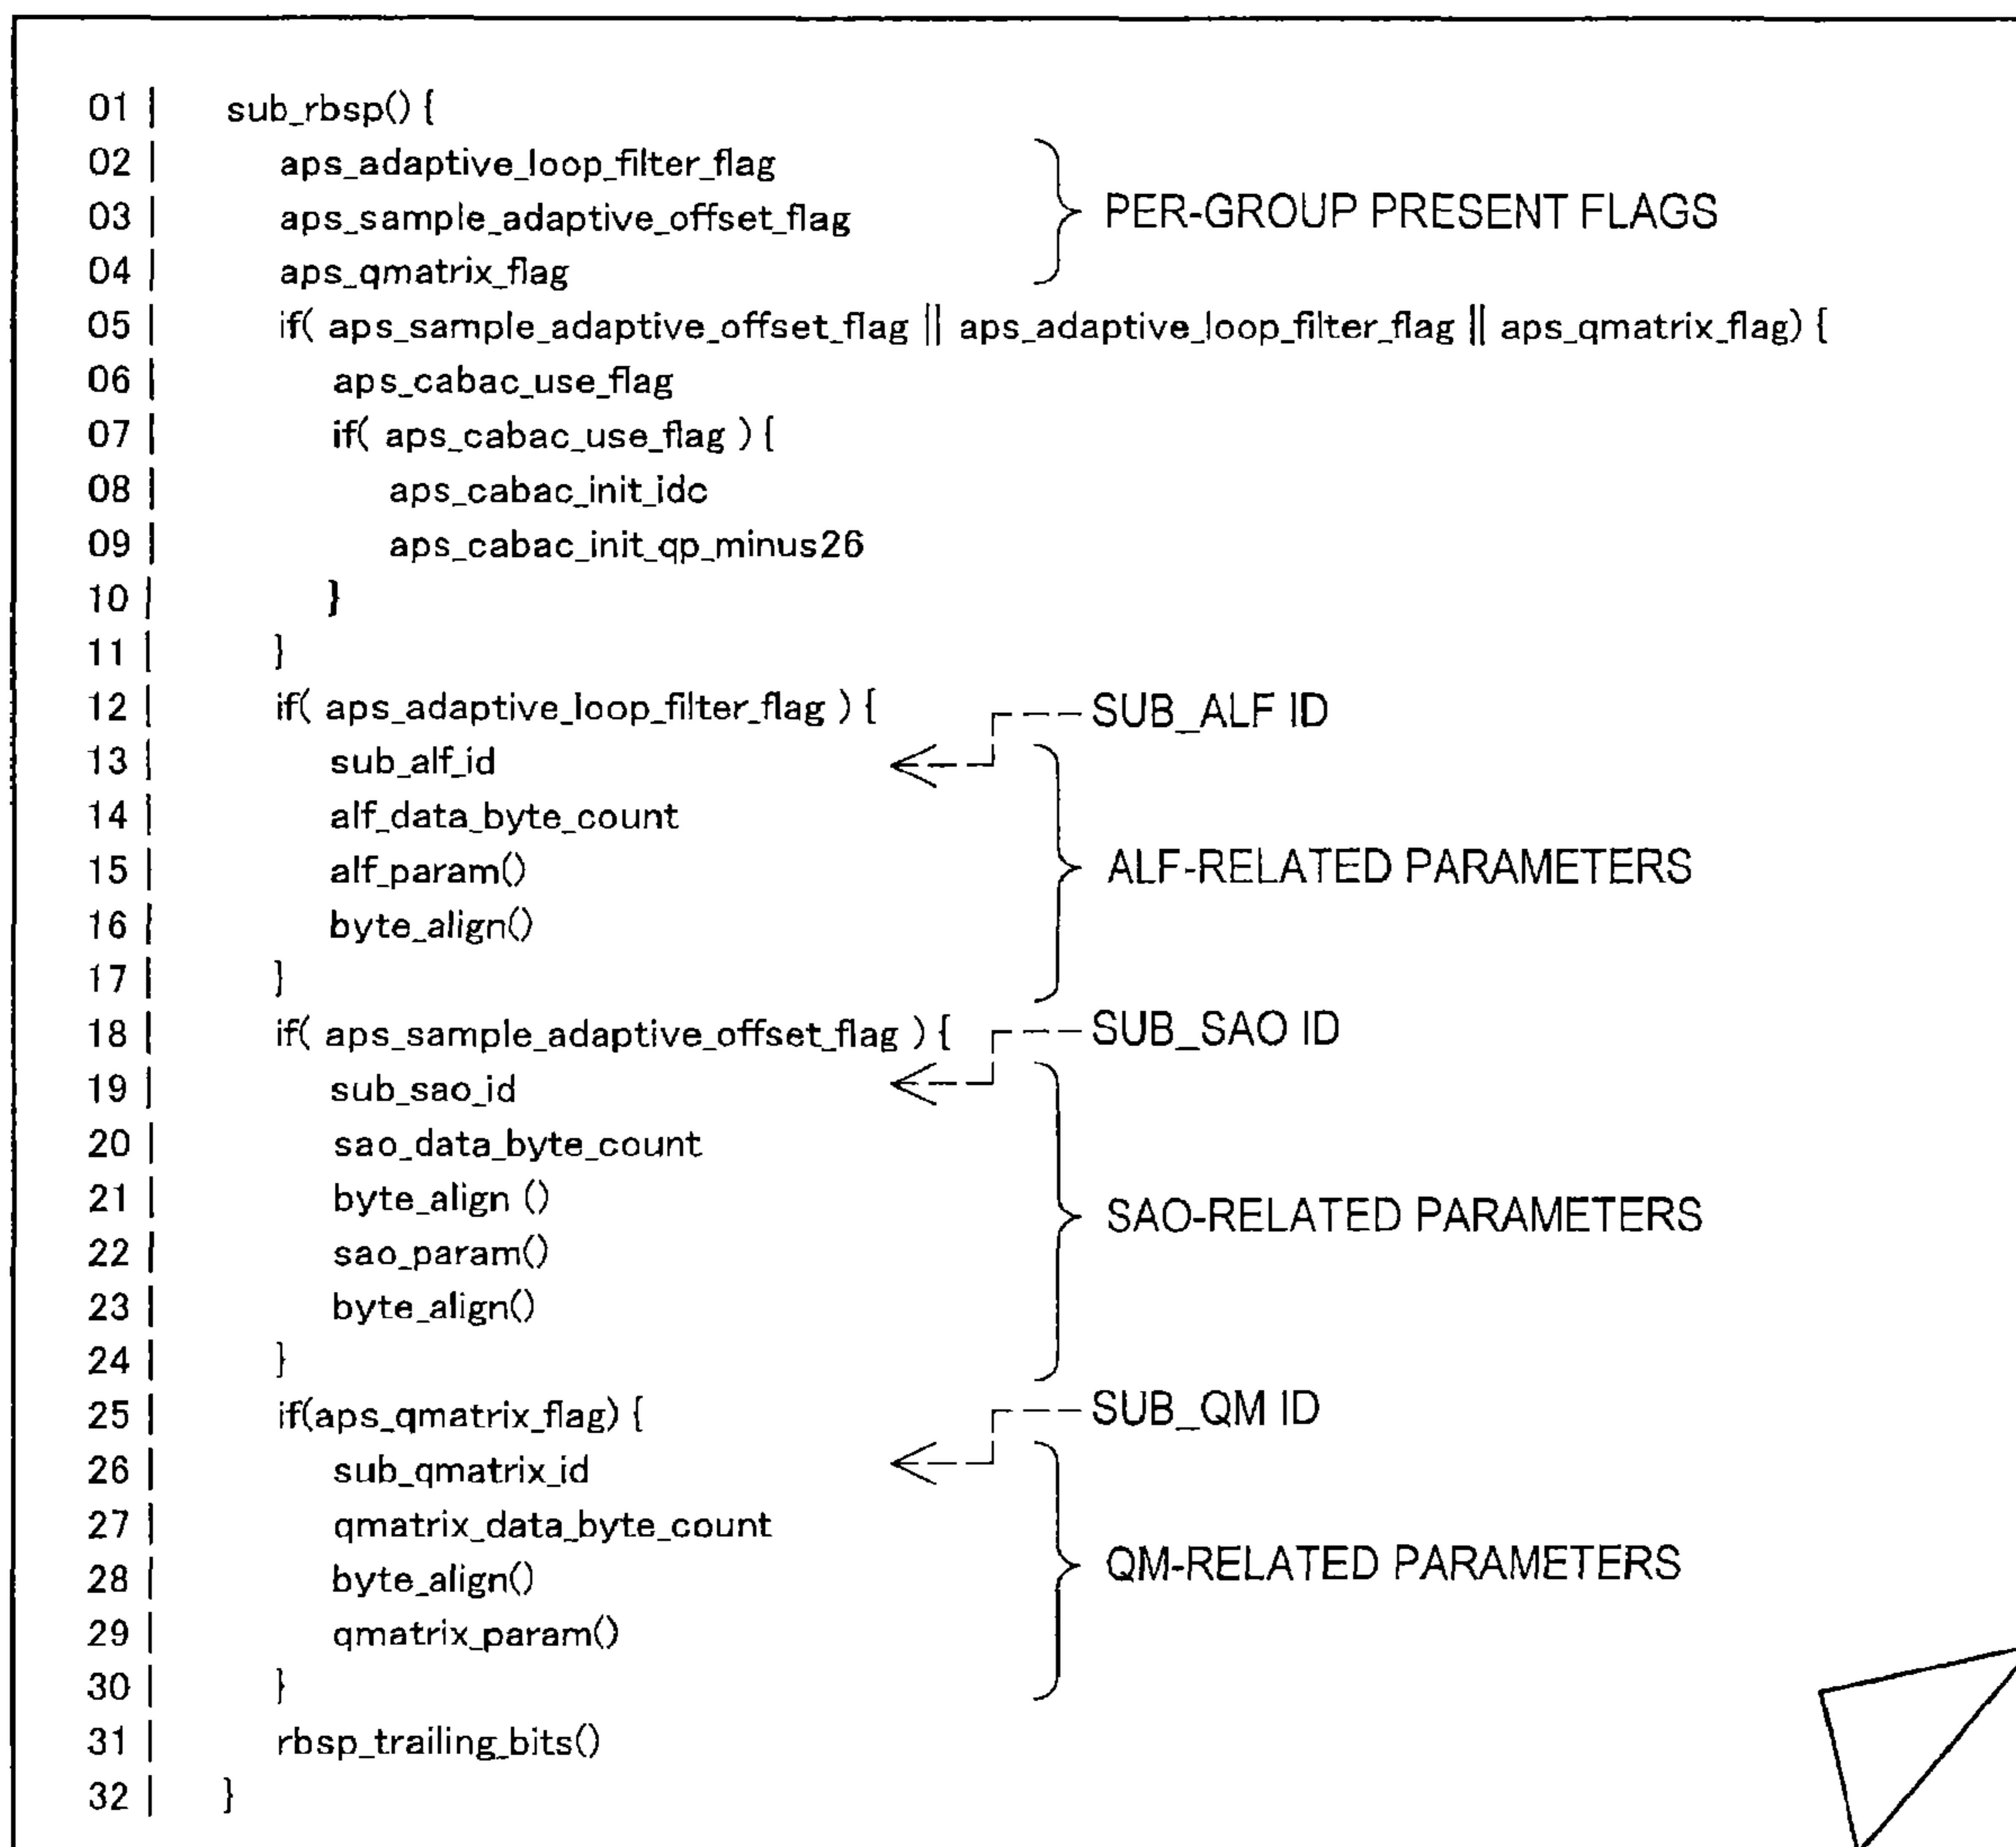 01 | sub_rbsp() {
02 | aps_adaptive_loop_filter_flag
03 | aps_sample_adaptive_offset_flag PER-GROUP PRESENT FLAGS
04 | aps_qmatrix_flag
05 | if( aps_sample_adaptive_offset_flag || aps_adaptive_loop_filter_flag || aps_qmatrix_flag) {
06 | aps_cabac_use_flag
07 | if( aps_cabac_use_flag ) {
08 | aps_cabac_init_idc
09 | aps_cabac_init_qp_minus26
10 | }
11 | }
12 | if( aps_adaptive_loop_filter_flag ) { SUB_ALF ID
13 | sub_alf_id
14 | alf_data_byte_count
15 | alf_param() ALF-RELATED PARAMETERS
16 | byte_align()
17 | }
18 | if( aps_sample_adaptive_offset_flag ) { SUB_SAO ID
19 | sub_sao_id
20 | sao_data_byte_count
21 | byte_align () SAO-RELATED PARAMETERS
22 | sao_param()
23 | byte_align()
24 | }
25 | if(aps_qmatrix_flag) { SUB_QM ID
26 | sub_qmatrix_id
27 | qmatrix_data_byte_count
28 | byte_align() QM-RELATED PARAMETERS
29 | qmatrix_param()
30 | }
31 | rbsp_trailing_bits()
32 | }